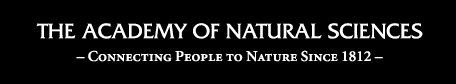 THE ACADEMY OF NATURAL SCIENCES
– CONNECTING PEOPLE TO NATURE SINCE 1812 –